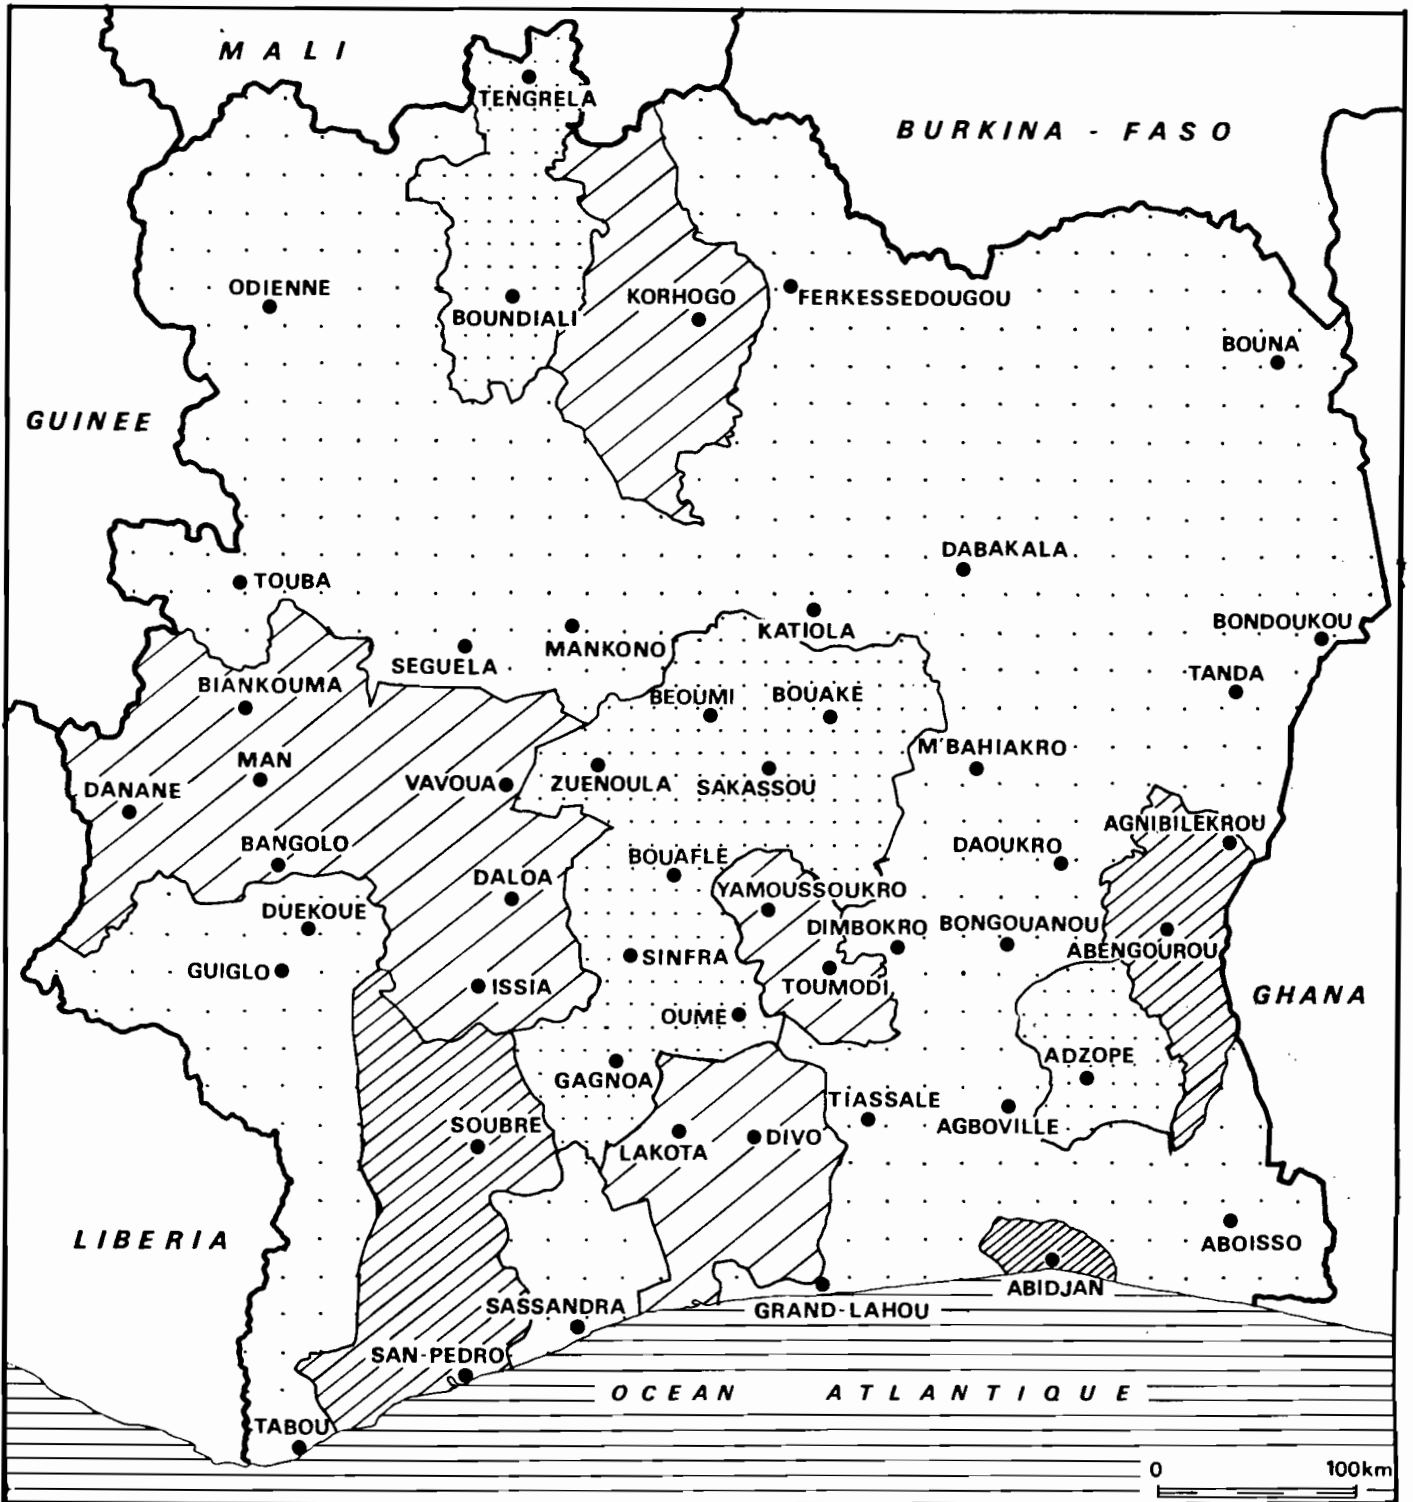 MALI
TENGRELA
BURKINA - FASO
ODIENNE
BOUNDIALI
KORHOGO
FERKESSEDOUGOU
BOUNA
GUINEE
DABAKALA
TOUBA
KATIOLA
BONDOUKOU
SEGUELA
MANKONO
TANDA
BIANKOUMA
BEOUMI
BOUAKE
M'BAHIAKRO
MAN
DANANE
VAVOUA
ZUENOULA
SAKASSOU
AGNIBILEKROU
BANGOLO
DAOUKRO
BOUAFLE
DALOA
YAMOUSSOUKRO
DUEKOUE
DIMBOKRO
BONGOUANOU
ABENGOUROU
SINFRA
GUIGLO
ISSIA
TOUMODI
GHANA
OUME
ADZOPE
GAGNOA
TIASSALE
SOUBRE
AGBOVILLE
LAKOTA
DIVO
LIBERIA
ABOISSO
ABIDJAN
SASSANDRA
GRAND-LAHOU
SAN-PEDRO
OCEAN ATLANTIQUE
TABOU
0 100km